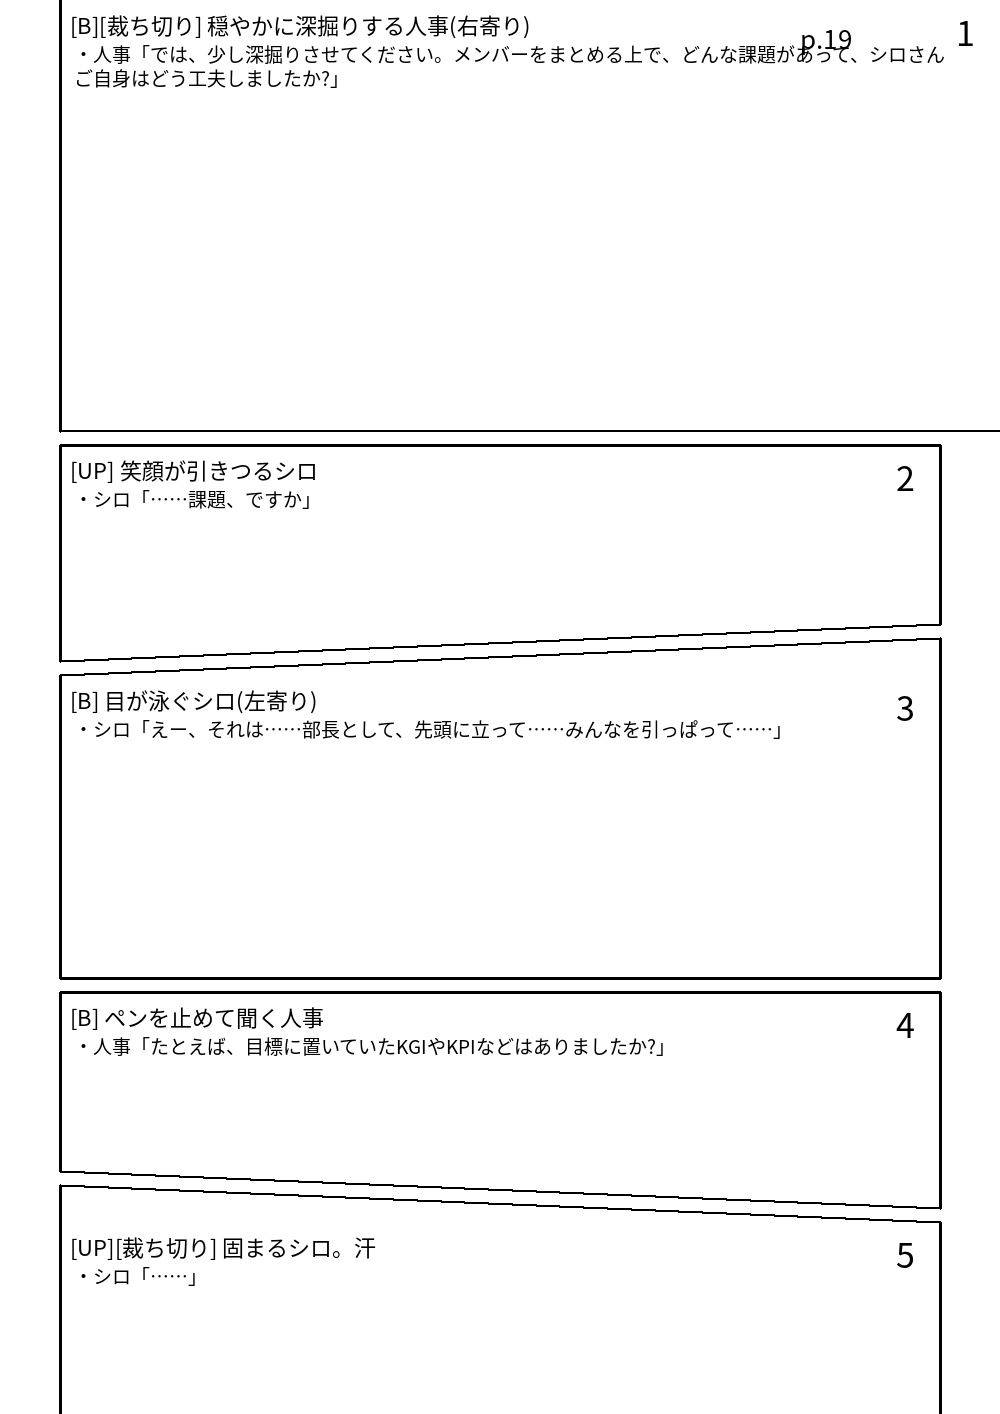 [B][裁ち切り] 穏やかに深掘りする人事(右寄り)
p.19
1
・人事「では、少し深掘りさせてください。メンバーをまとめる上で、どんな課題があって、シロさん
ご自身はどう工夫しましたか?」
[UP] 笑顔が引きつるシロ
2
・シロ「……課題、ですか」
[B] 目が泳ぐシロ(左寄り)
3
・シロ「えー、それは……部長として、先頭に立って……みんなを引っぱって……」
[B] ペンを止めて聞く人事
4
・人事「たとえば、目標に置いていたKGIやKPIなどはありましたか?」
[UP][裁ち切り] 固まるシロ。汗
5
・シロ「……」